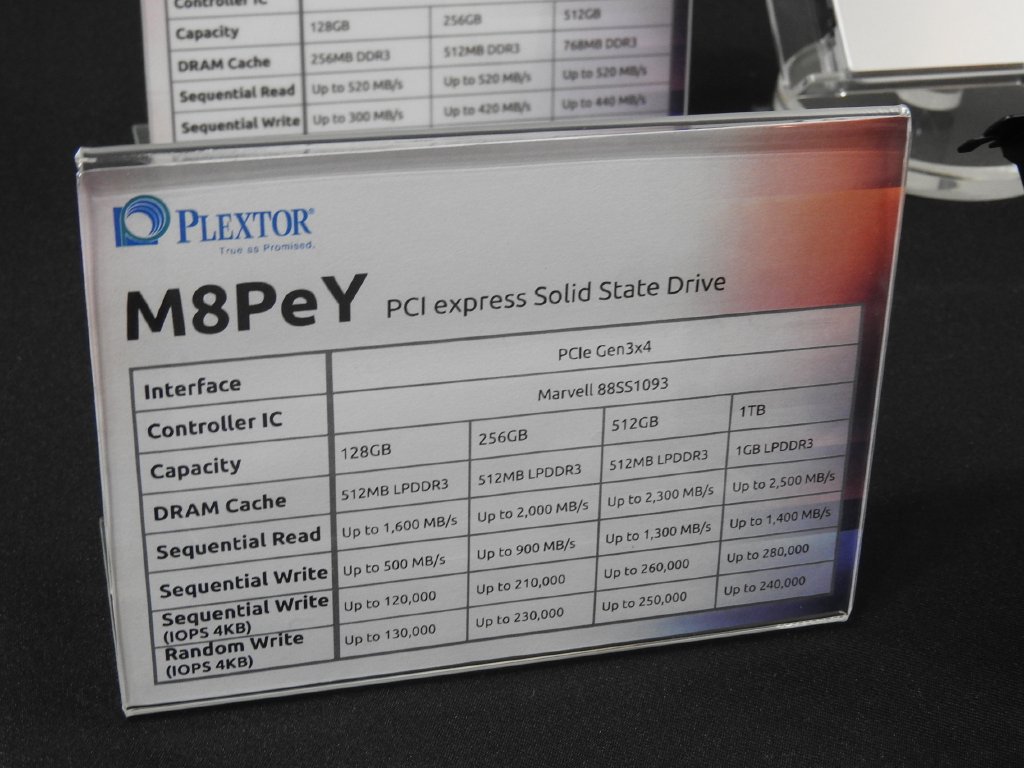 Controller IC
Capacity 128GB 256GB 512GB
DRAM Cache 256MB DDR3 512MB DDR3 768MB DDR3
Sequential Read Up to 520 MB/s Up to 520 MB/s Up to 520 MB/s
Sequential Write Up to 300 MB/s Up to 420 MB/s Up to 440 MB/s
PLEXTOR®
True as Promised.
M8PeY PCI express Solid State Drive
Interface PCIe Gen3x4
Controller IC Marvell 88SS1093
Capacity 128GB 256GB 512GB 1TB
DRAM Cache 512MB LPDDR3 512MB LPDDR3 512MB LPDDR3 1GB LPDDR3
Sequential Read Up to 1,600 MB/s Up to 2,000 MB/s Up to 2,300 MB/s Up to 2,500 MB/s
Sequential Write Up to 500 MB/s Up to 900 MB/s Up to 1,300 MB/s Up to 1,400 MB/s
Sequential Write (IOPS 4KB) Up to 120,000 Up to 210,000 Up to 260,000 Up to 280,000
Random Write (IOPS 4KB) Up to 130,000 Up to 230,000 Up to 250,000 Up to 240,000